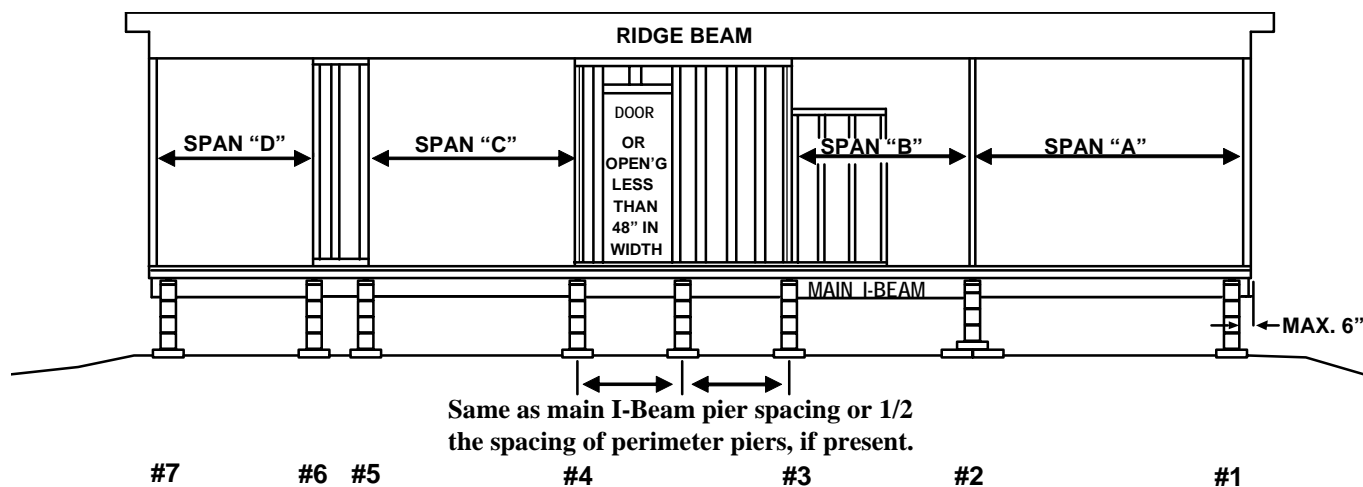 RIDGE BEAM
SPAN “D”
SPAN “C”
DOOR
OR
OPEN'G
LESS
THAN
48” IN
WIDTH
SPAN “B”
SPAN “A”
MAIN I-BEAM
MAX. 6”
Same as main I-Beam pier spacing or 1/2
the spacing of perimeter piers, if present.
#7 #6 #5 #4 #3 #2 #1